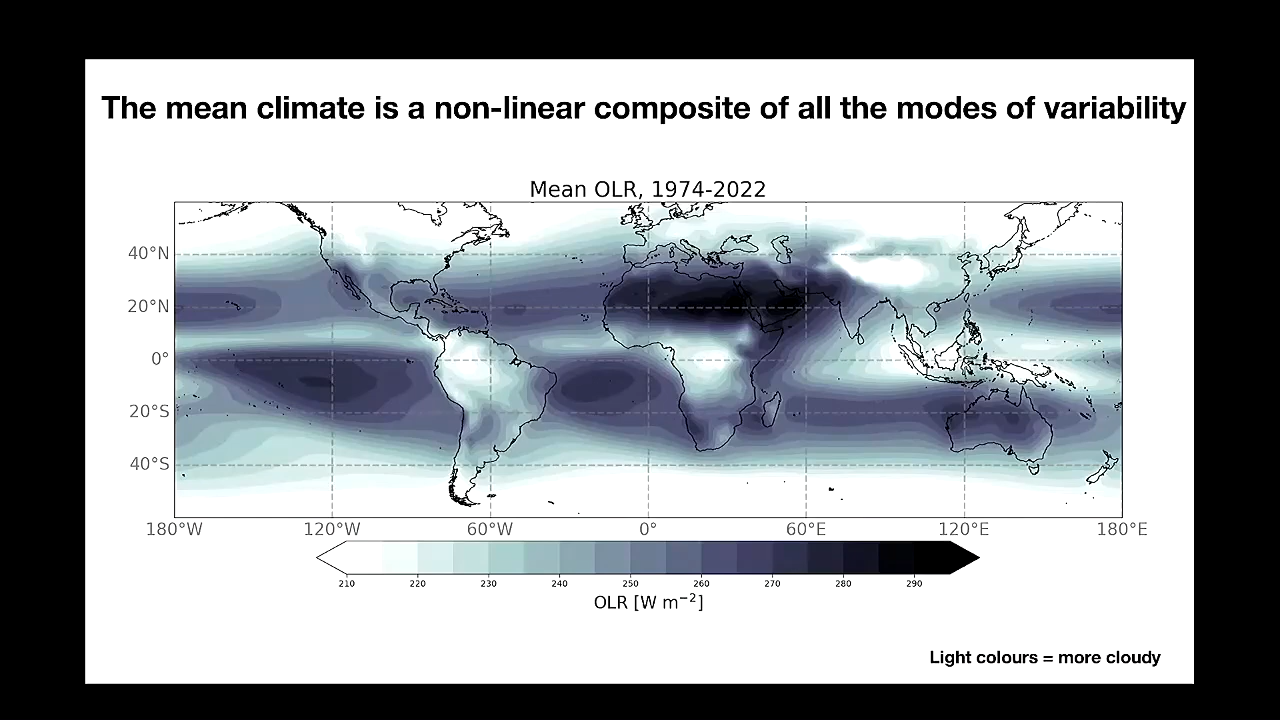 The mean climate is a non-linear composite of all the modes of variability
Mean OLR, 1974-2022
40°N
20°N
0°
20°S
40°S
180°W 120°W 60°W 0° 60°E 120°E 180°E
210 220 230 240 250 260 270 280 290
OLR [W m⁻²]
Light colours = more cloudy